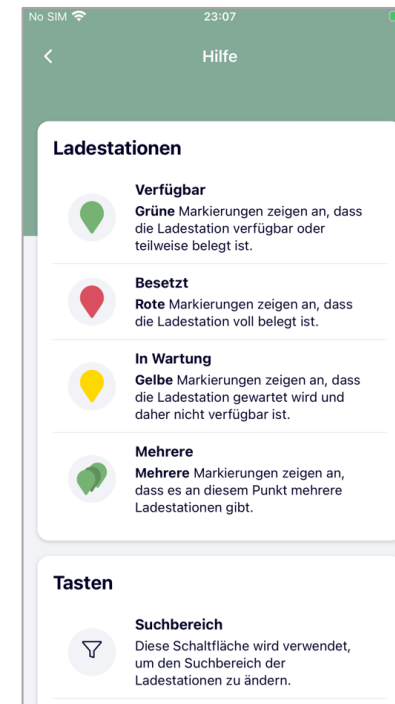 No SIM 23:07
Hilfe
Ladestationen
Verfügbar
Grüne Markierungen zeigen an, dass
die Ladestation verfügbar oder
teilweise belegt ist.
Besetzt
Rote Markierungen zeigen an, dass
die Ladestation voll belegt ist.
In Wartung
Gelbe Markierungen zeigen an, dass
die Ladestation gewartet wird und
daher nicht verfügbar ist.
Mehrere
Mehrere Markierungen zeigen an,
dass es an diesem Punkt mehrere
Ladestationen gibt.
Tasten
Suchbereich
Diese Schaltfläche wird verwendet,
um den Suchbereich der
Ladestationen zu ändern.